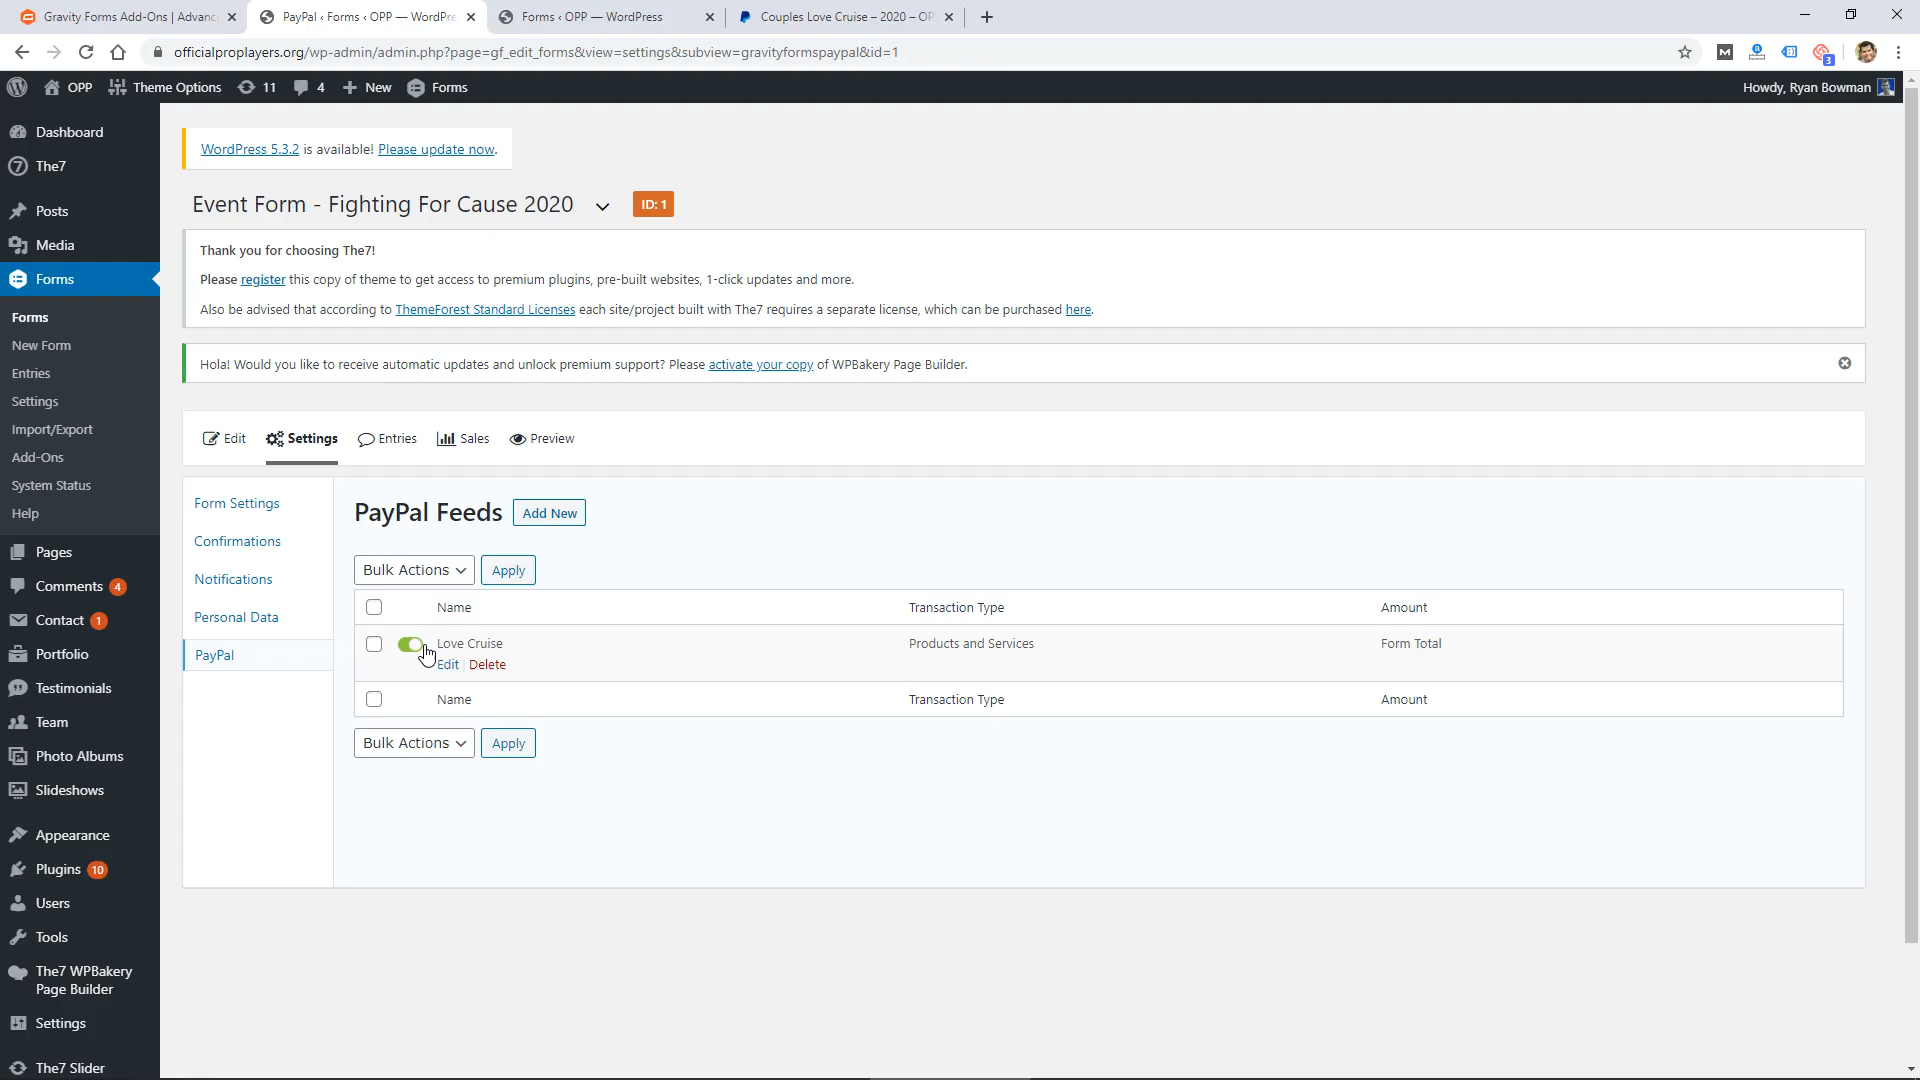 Gravity Forms Add-Ons | Advanc
PayPal ‹ Forms ‹ OPP — WordPre
Forms ‹ OPP — WordPress
Couples Love Cruise – 2020 – OP
officialproplayers.org/wp-admin/admin.php?page=gf_edit_forms&view=settings&subview=gravityformspaypal&id=1
M
3
OPP
Theme Options
11
4
New
Forms
Howdy, Ryan Bowman
Dashboard
The7
Posts
Media
Forms
Forms
New Form
Entries
Settings
Import/Export
Add-Ons
System Status
Help
Pages
Comments 4
Contact 1
Portfolio
Testimonials
Team
Photo Albums
Slideshows
Appearance
Plugins 10
Users
Tools
The7 WPBakery
Page Builder
Settings
The7 Slider
WordPress 5.3.2 is available! Please update now.
Event Form - Fighting For Cause 2020
ID: 1
Thank you for choosing The7!
Please register this copy of theme to get access to premium plugins, pre-built websites, 1-click updates and more.
Also be advised that according to ThemeForest Standard Licenses each site/project built with The7 requires a separate license, which can be purchased here.
Hola! Would you like to receive automatic updates and unlock premium support? Please activate your copy of WPBakery Page Builder.
Edit
Settings
Entries
Sales
Preview
Form Settings
Confirmations
Notifications
Personal Data
PayPal
PayPal Feeds
Add New
Bulk Actions
Apply
Name
Transaction Type
Amount
Love Cruise
Products and Services
Form Total
Edit | Delete
Name
Transaction Type
Amount
Bulk Actions
Apply